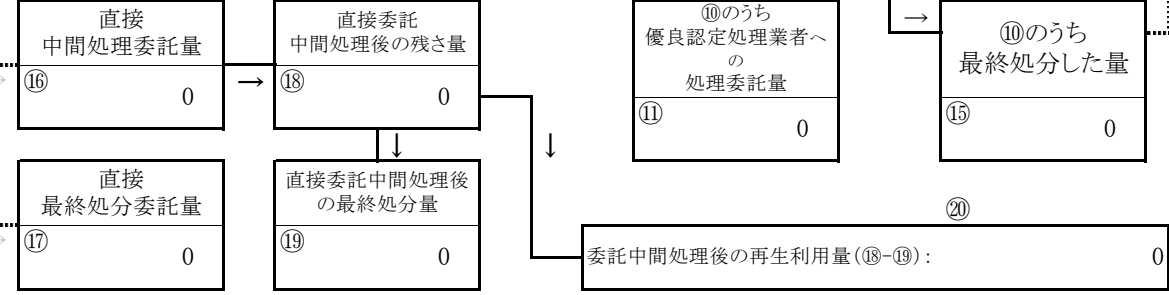 直接
中間処理委託量
⑯
0
→
直接委託
中間処理後の残さ量
⑱
0
⑩のうち
優良認定処理業者へ
の
処理委託量
⑪
0
→
⑩のうち
最終処分した量
⑮
0
↓
↓
直接
最終処分委託量
⑰
0
直接委託中間処理後
の最終処分量
⑲
0
⑳
委託中間処理後の再生利用量(⑱-⑲):
0